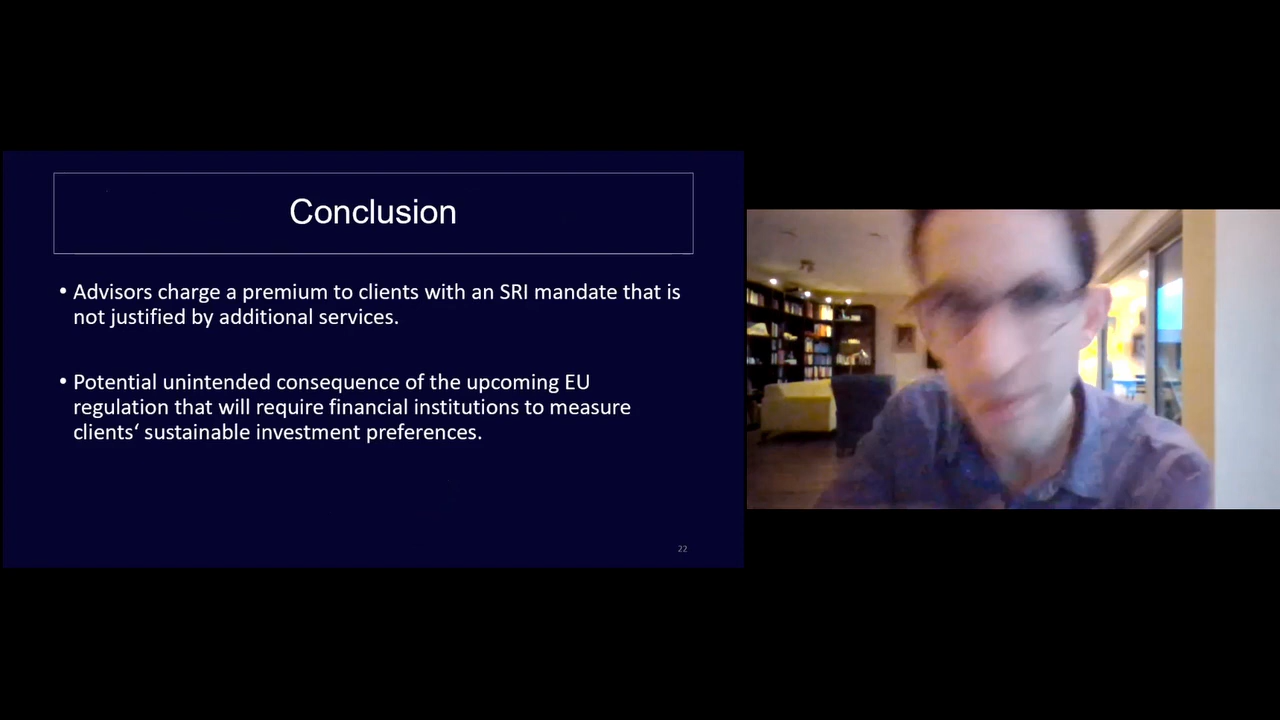 Conclusion
• Advisors charge a premium to clients with an SRI mandate that is
not justified by additional services.
• Potential unintended consequence of the upcoming EU
regulation that will require financial institutions to measure
clients‘ sustainable investment preferences.
22